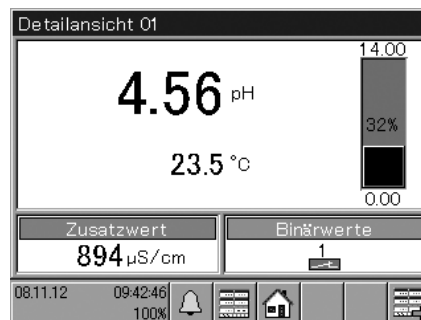 Detailansicht 01
14.00
4.56 pH
32%
23.5 °C
0.00
Zusatzwert
Binärwerte
894 µS/cm
1
08.11.12 09:42:46
100%